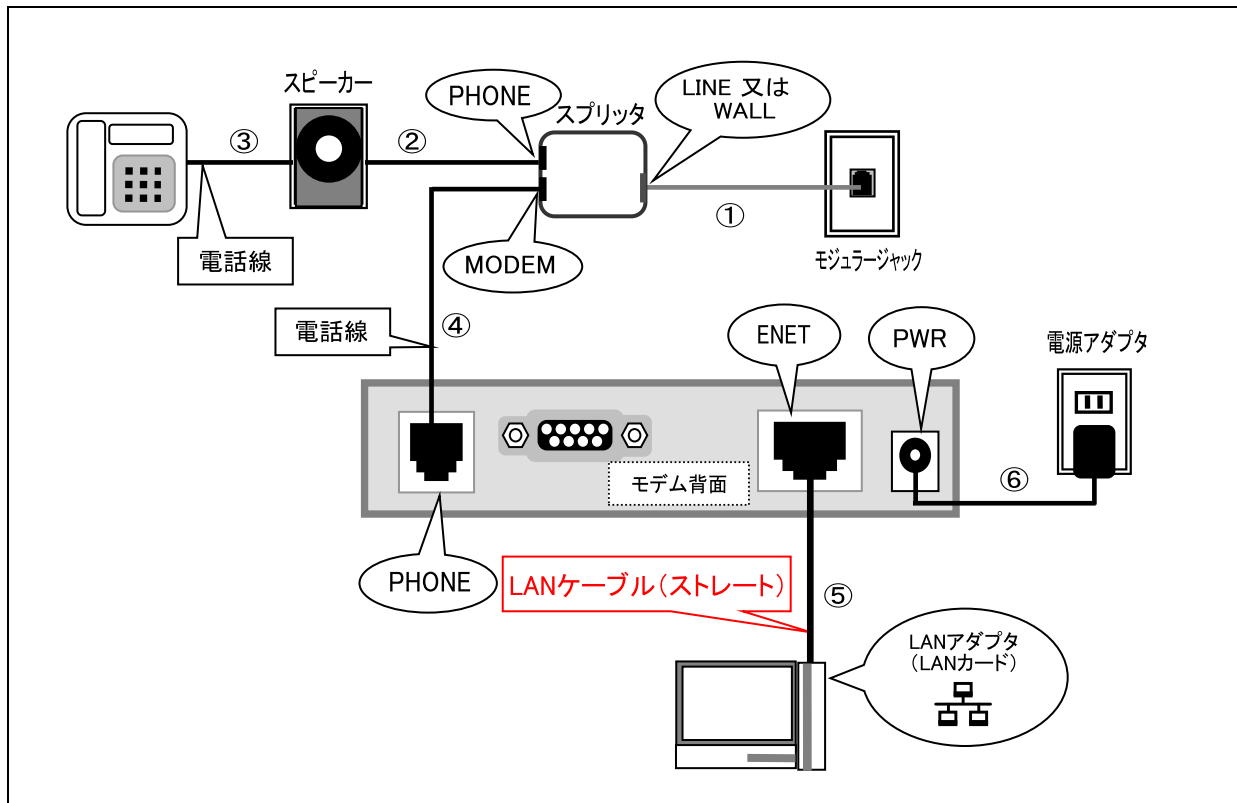 スピーカー
PHONE
スプリッタ
LINE 又は
WALL
③
②
①
電話線
MODEM
モジュラージャック
電話線
④
ENET
PWR
電源アダプタ
モデム背面
⑥
PHONE
LANケーブル(ストレート)
⑤
LANアダプタ
(LANカード)